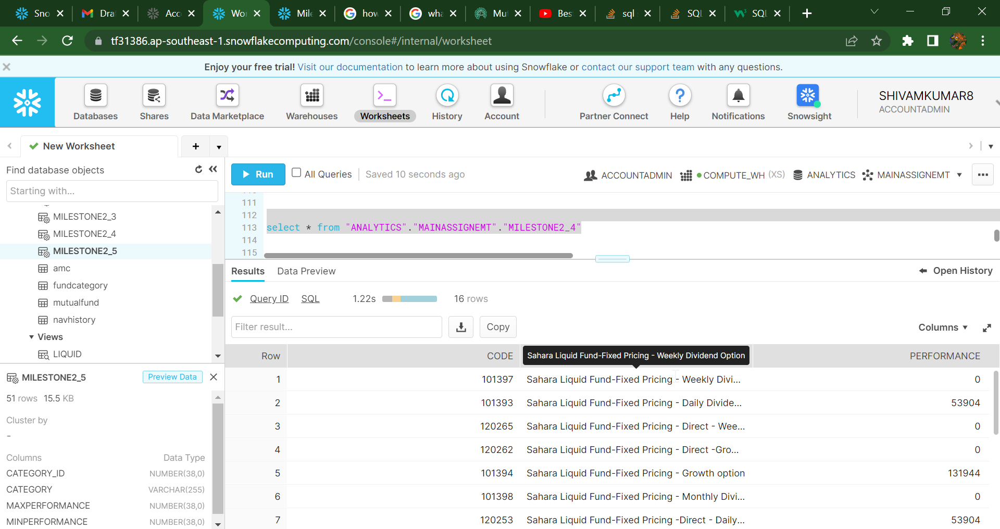 Sno
Dra
Acc
Wo
Mile
how
wha
Mu
Bes
sql
SQL
SQL
tf31386.ap-southeast-1.snowflakecomputing.com/console#/internal/worksheet
Enjoy your free trial! Visit our documentation to learn more about using Snowflake or contact our support team with any questions.
Databases
Shares
Data Marketplace
Warehouses
Worksheets
History
Account
Partner Connect
Help
Notifications
Snowsight
SHIVAMKUMAR8
ACCOUNTADMIN
New Worksheet
Find database objects
Starting with...
MILESTONE2_3
MILESTONE2_4
MILESTONE2_5
amc
fundcategory
mutualfund
navhistory
Views
LIQUID
MILESTONE2_5 Preview Data
51 rows 15.5 KB
Cluster by
-
Columns Data Type
CATEGORY_ID NUMBER(38,0)
CATEGORY VARCHAR(255)
MAXPERFORMANCE NUMBER(38,0)
MINPERFORMANCE NUMBER(38,0)
Run All Queries Saved 10 seconds ago ACCOUNTADMIN COMPUTE_WH (XS) ANALYTICS MAINASSIGNEMT
111
112
113 select * from "ANALYTICS"."MAINASSIGNEMT"."MILESTONE2_4"
114
115
Results Data Preview Open History
Query ID SQL 1.22s 16 rows
Filter result... Copy Columns
Row CODE Sahara Liquid Fund-Fixed Pricing - Weekly Dividend Option PERFORMANCE
1 101397 Sahara Liquid Fund-Fixed Pricing - Weekly Divi... 0
2 101393 Sahara Liquid Fund-Fixed Pricing - Daily Divide... 53904
3 120265 Sahara Liquid Fund-Fixed Pricing - Direct - Wee... 0
4 120262 Sahara Liquid Fund-Fixed Pricing - Direct -Gro... 0
5 101394 Sahara Liquid Fund-Fixed Pricing - Growth option 131944
6 101398 Sahara Liquid Fund-Fixed Pricing - Monthly Divi... 0
7 120253 Sahara Liquid Fund-Fixed Pricing -Direct - Daily... 53904